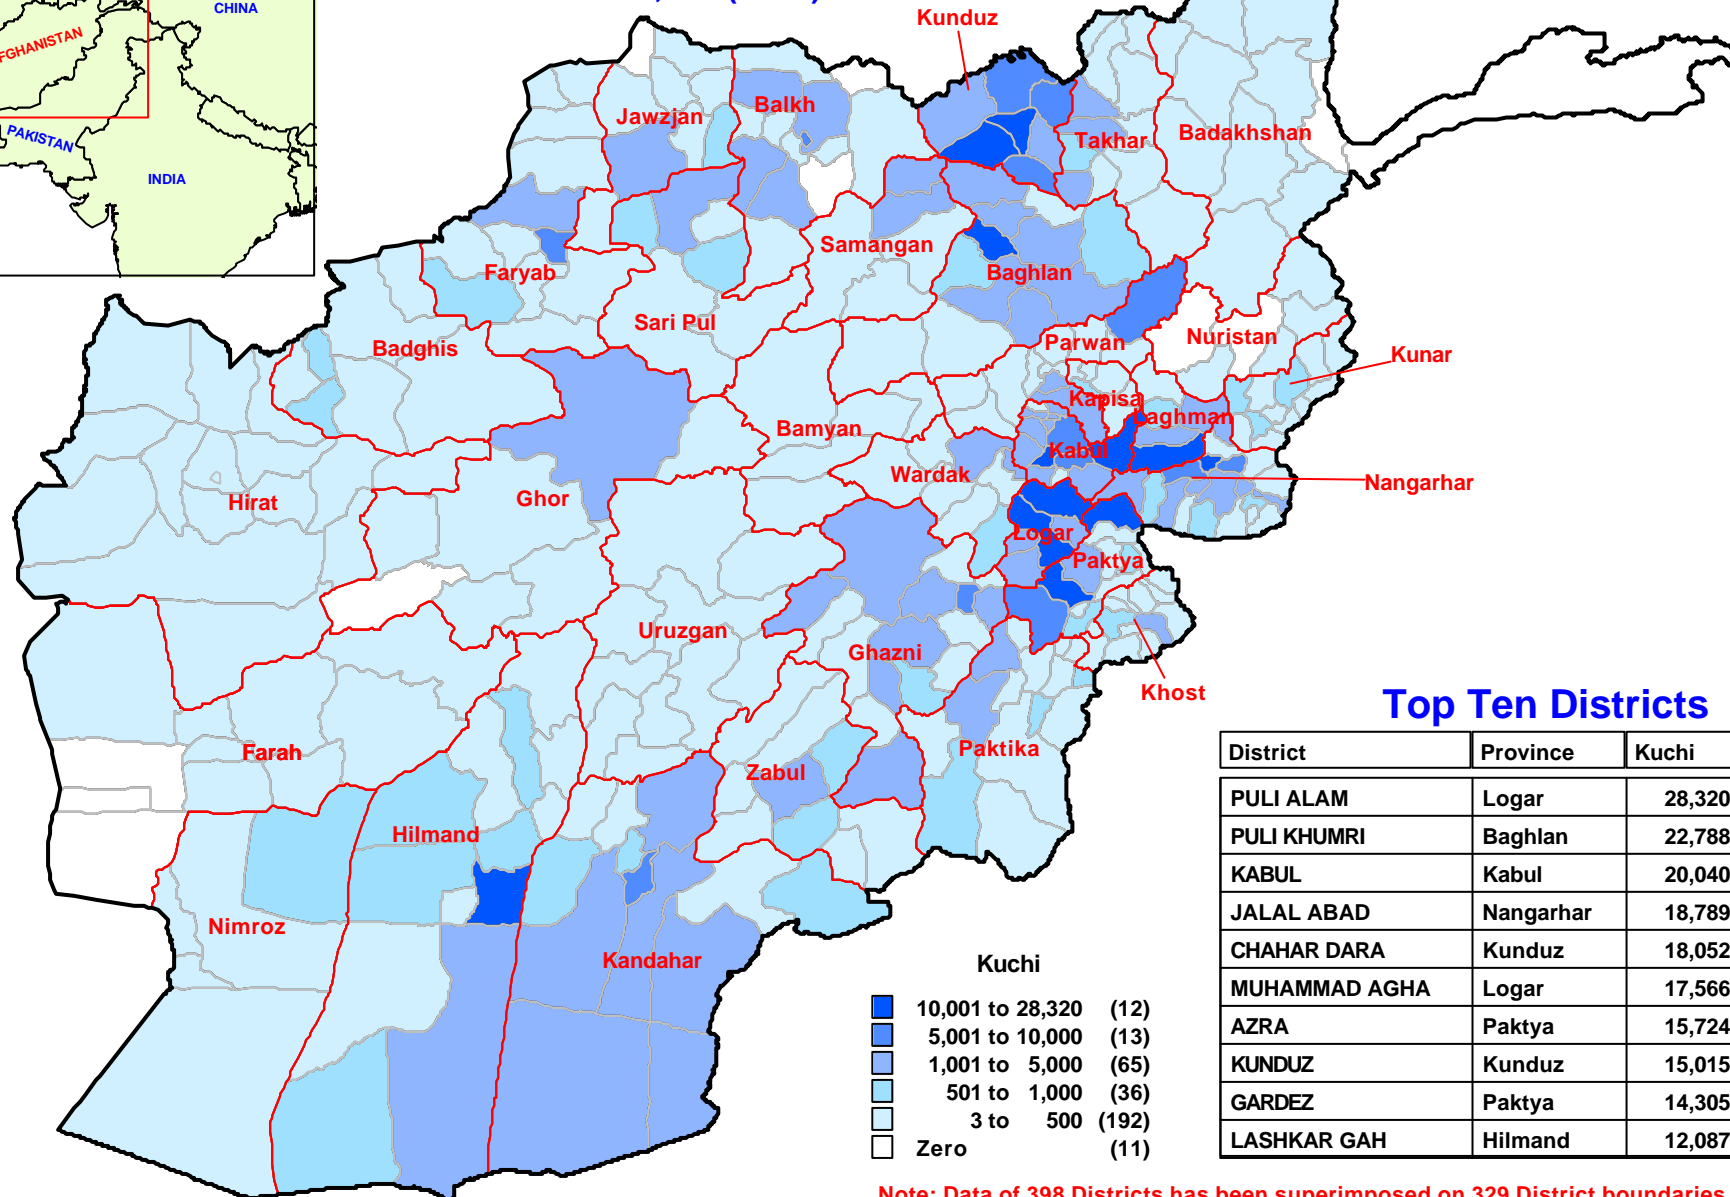 CHINA
FGHANISTAN
PAKISTAN
INDIA
Kunduz
Jawzjan
Balkh
Takhar
Badakhshan
Samangan
Faryab
Baghlan
Sari Pul
Badghis
Parwan
Nuristan
Kunar
Kapisa
Laghman
Bamyan
Kabul
Wardak
Nangarhar
Hirat
Ghor
Logar
Paktya
Uruzgan
Ghazni
Khost
Farah
Paktika
Zabul
Hilmand
Nimroz
Kandahar
Top Ten Districts
District Province Kuchi
PULI ALAM Logar 28,320
PULI KHUMRI Baghlan 22,788
KABUL Kabul 20,040
JALAL ABAD Nangarhar 18,789
CHAHAR DARA Kunduz 18,052
MUHAMMAD AGHA Logar 17,566
AZRA Paktya 15,724
KUNDUZ Kunduz 15,015
GARDEZ Paktya 14,305
LASHKAR GAH Hilmand 12,087
Kuchi
10,001 to 28,320 (12)
5,001 to 10,000 (13)
1,001 to 5,000 (65)
501 to 1,000 (36)
3 to 500 (192)
Zero (11)
Note: Data of 398 Districts has been superimposed on 329 District boundaries